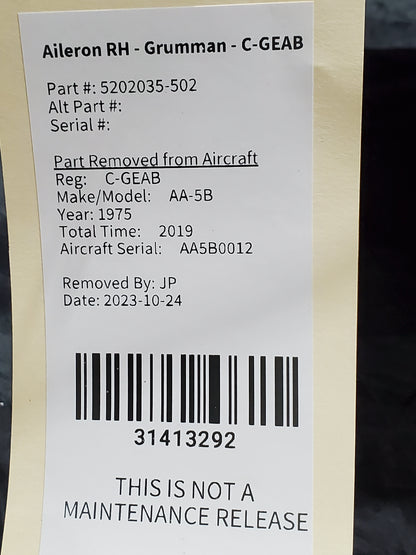 Aileron RH - Grumman - C-GEAB
Part #: 5202035-502
Alt Part #:
Serial #:
Part Removed from Aircraft
Reg: C-GEAB
Make/Model: AA-5B
Year: 1975
Total Time: 2019
Aircraft Serial: AA5B0012
Removed By: JP
Date: 2023-10-24
31413292
THIS IS NOT A
MAINTENANCE RELEASE